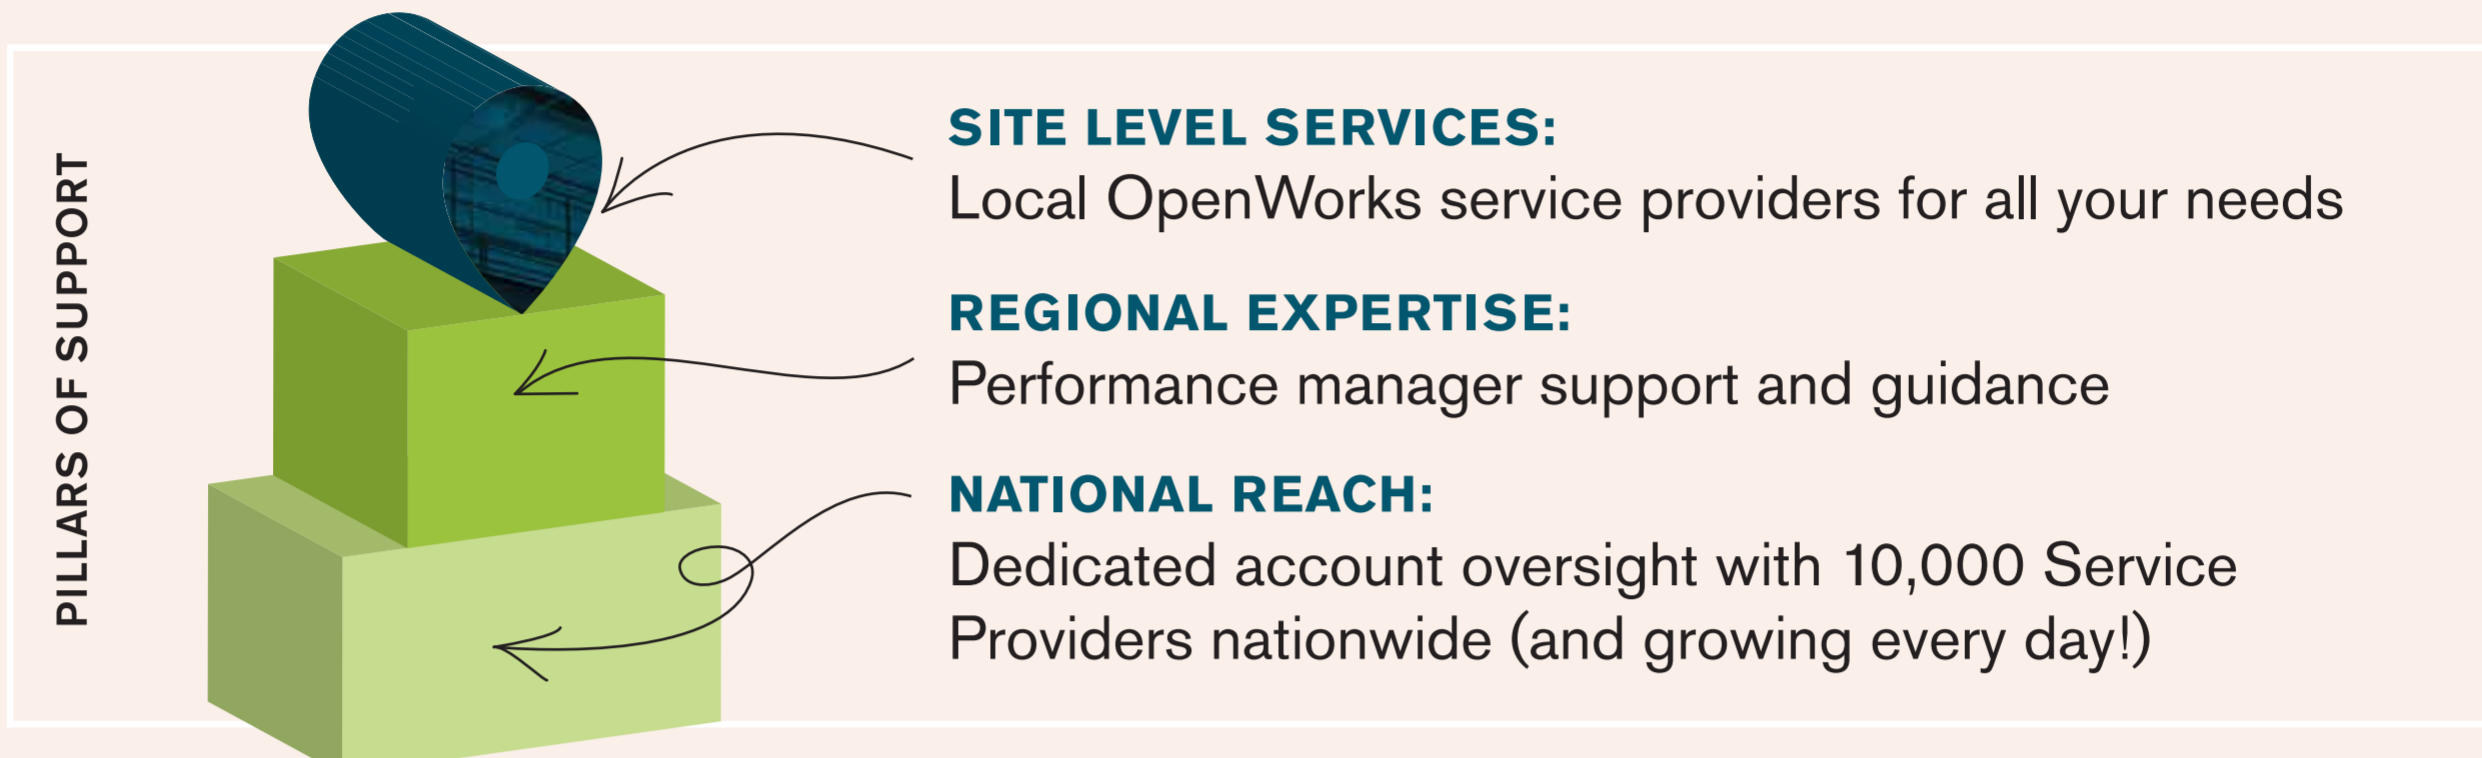 PILLARS OF SUPPORT
SITE LEVEL SERVICES:
Local OpenWorks service providers for all your needs
REGIONAL EXPERTISE:
Performance manager support and guidance
NATIONAL REACH:
Dedicated account oversight with 10,000 Service
Providers nationwide (and growing every day!)